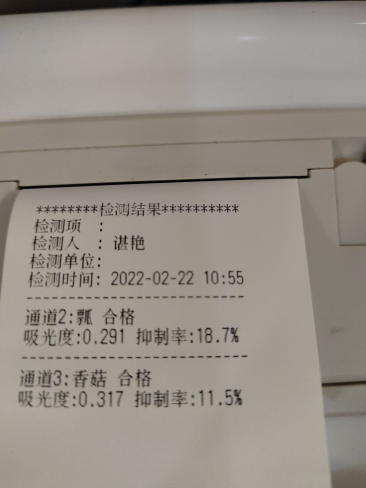 ********检测结果**********
检测项 :
检测人 : 谌艳
检测单位:
检测时间: 2022-02-22 10:55
----------------------------
通道2:瓢 合格
吸光度:0.291 抑制率:18.7%
----------------------------
通道3:香菇 合格
吸光度:0.317 抑制率:11.5%